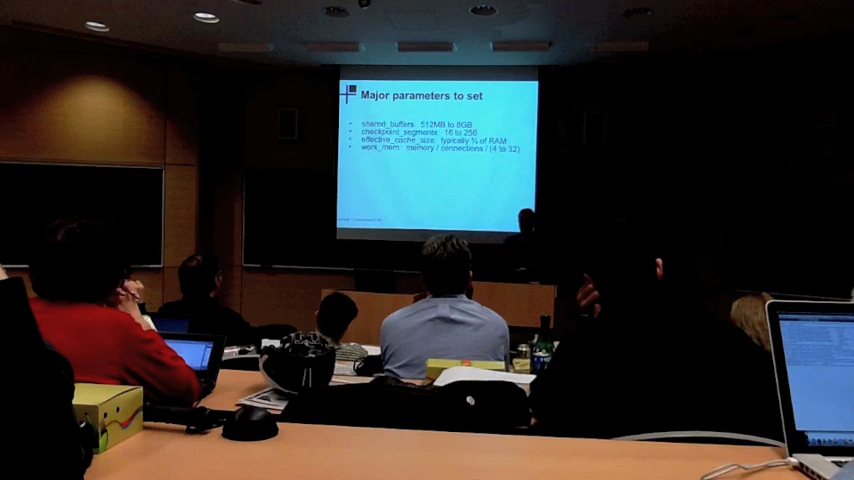 Major parameters to set
• shared_buffers: 512MB to 8GB
• checkpoint_segments: 16 to 256
• effective_cache_size: typically ¾ of RAM
• work_mem: memory / connections / (4 to 32)